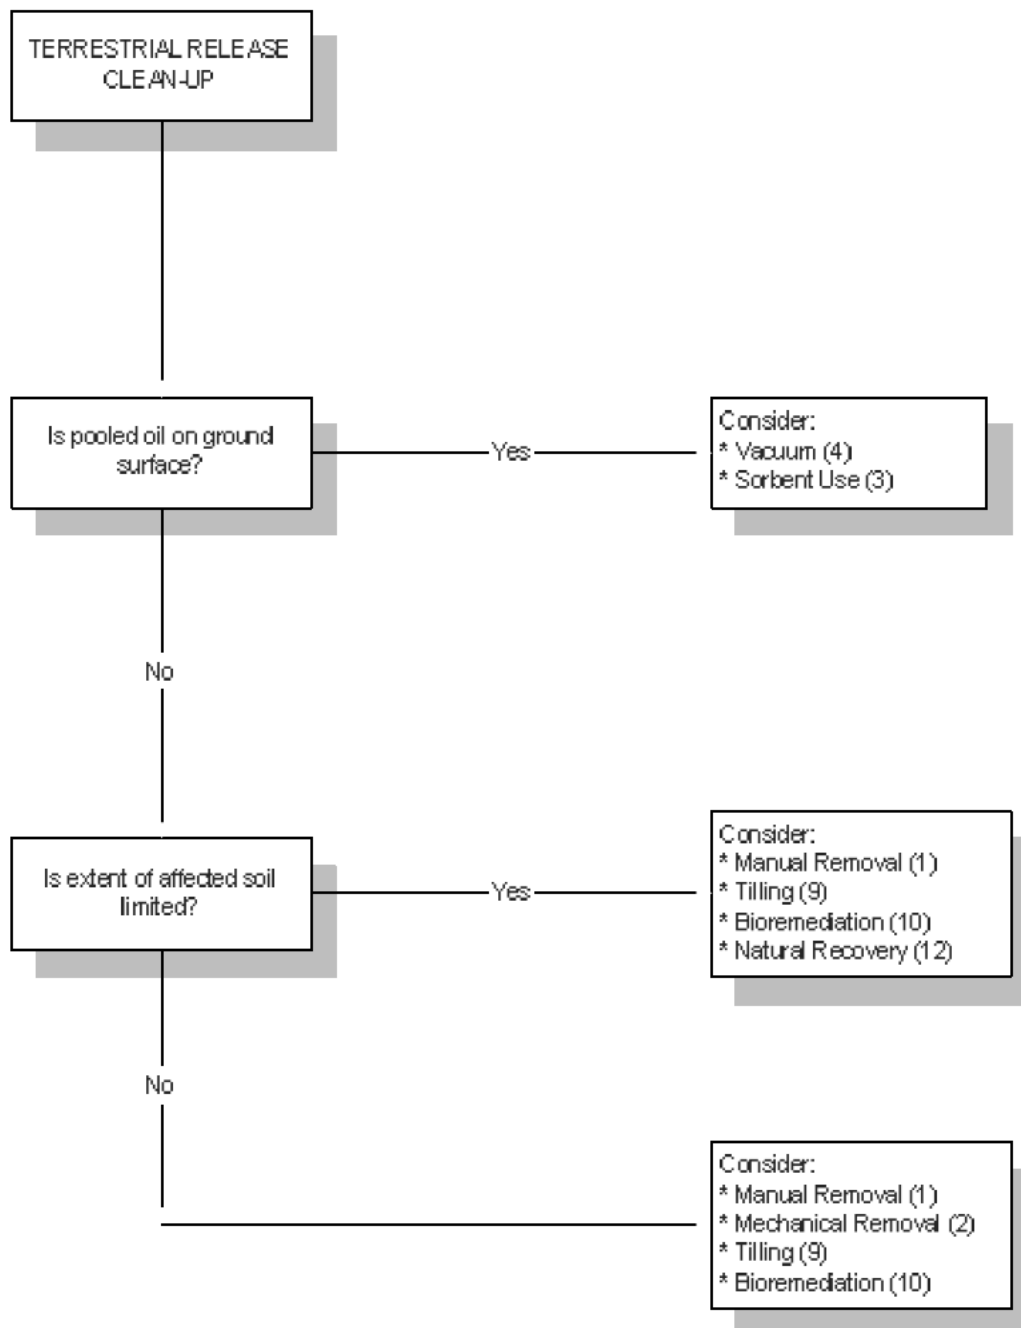 TERRESTRIAL RELEASE
CLEAN-UP
Is pooled oil on ground
surface?
Yes
Consider:
* Vacuum (4)
* Sorbent Use (3)
No
Is extent of affected soil
limited?
Yes
Consider:
* Manual Removal (1)
* Tilling (9)
* Bioremediation (10)
* Natural Recovery (12)
No
Consider:
* Manual Removal (1)
* Mechanical Removal (2)
* Tilling (9)
* Bioremediation (10)